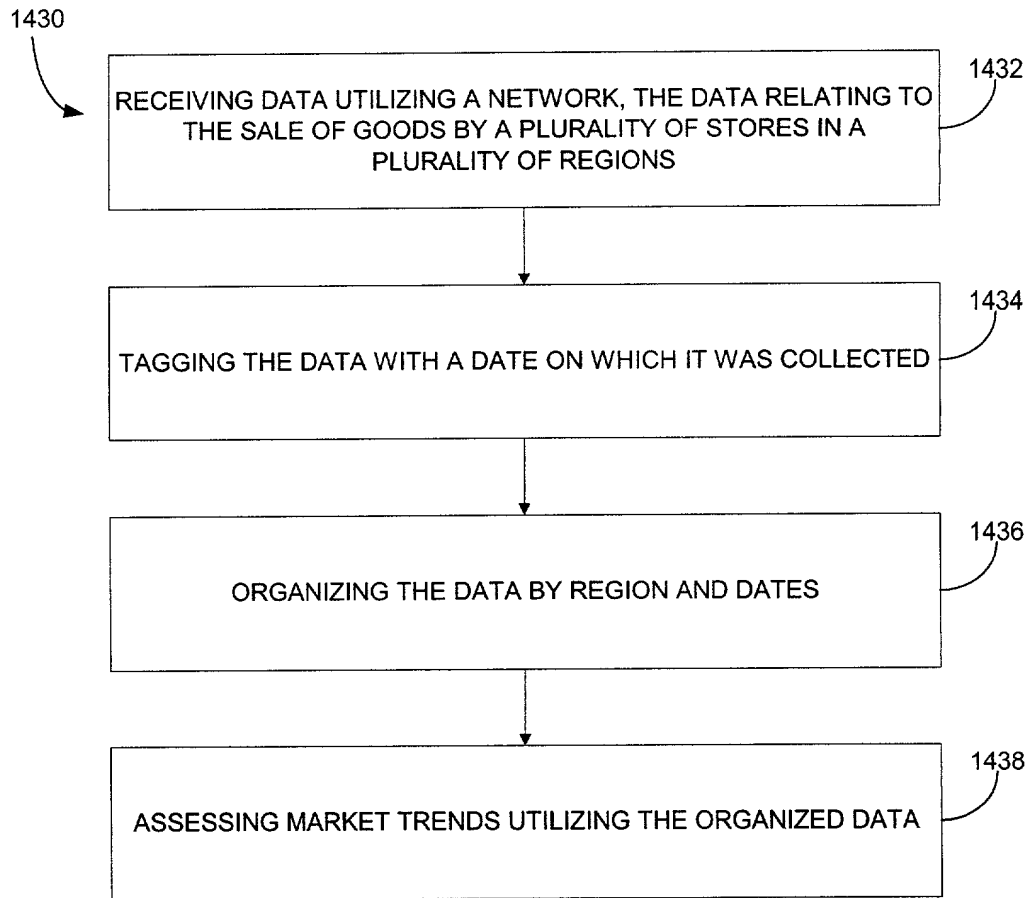 1430
1432
RECEIVING DATA UTILIZING A NETWORK, THE DATA RELATING TO
THE SALE OF GOODS BY A PLURALITY OF STORES IN A
PLURALITY OF REGIONS
1434
TAGGING THE DATA WITH A DATE ON WHICH IT WAS COLLECTED
1436
ORGANIZING THE DATA BY REGION AND DATES
1438
ASSESSING MARKET TRENDS UTILIZING THE ORGANIZED DATA